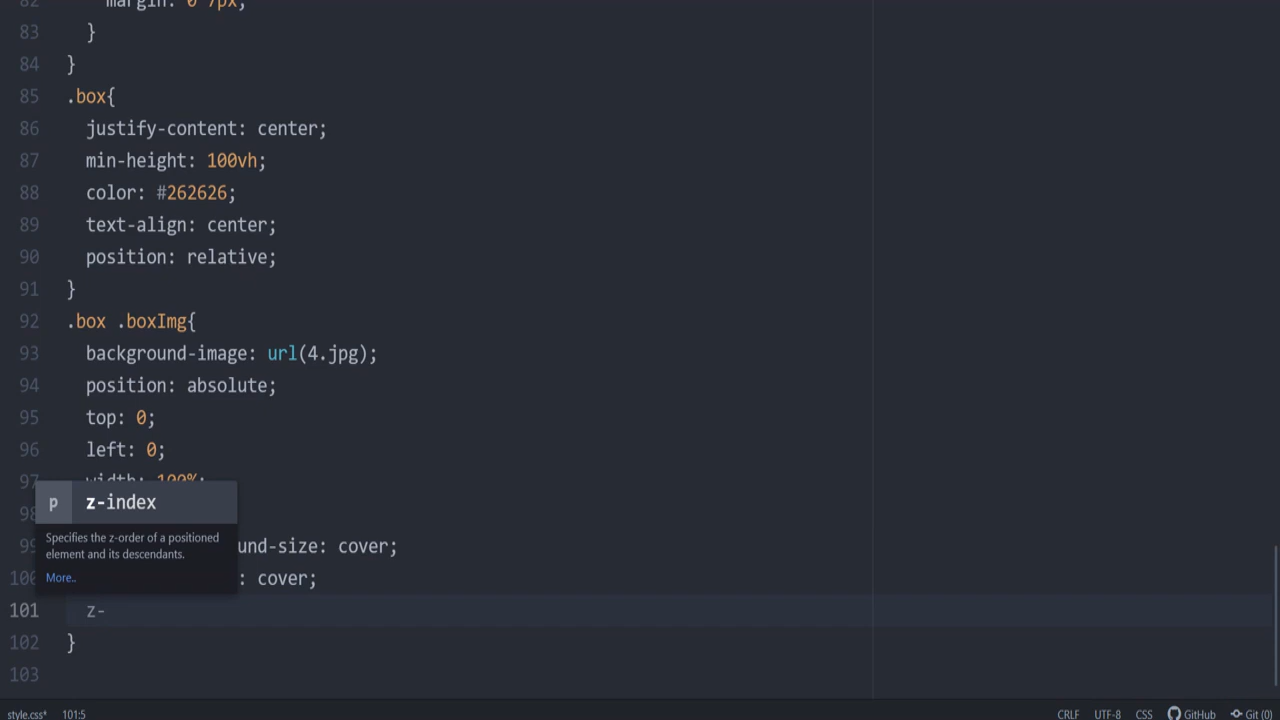 82 margin: 0 7px;
83 }
84 }
85 .box{
86 justify-content: center;
87 min-height: 100vh;
88 color: #262626;
89 text-align: center;
90 position: relative;
91 }
92 .box .boxImg{
93 background-image: url(4.jpg);
94 position: absolute;
95 top: 0;
96 left: 0;
97 width: 100%;
p z-index
98
Specifies the z-order of a positioned
element and its descendants.
99 und-size: cover;
More..
100 : cover;
101 z-
102 }
103
style.css* 101:5 CRLF UTF-8 CSS GitHub Git (0)